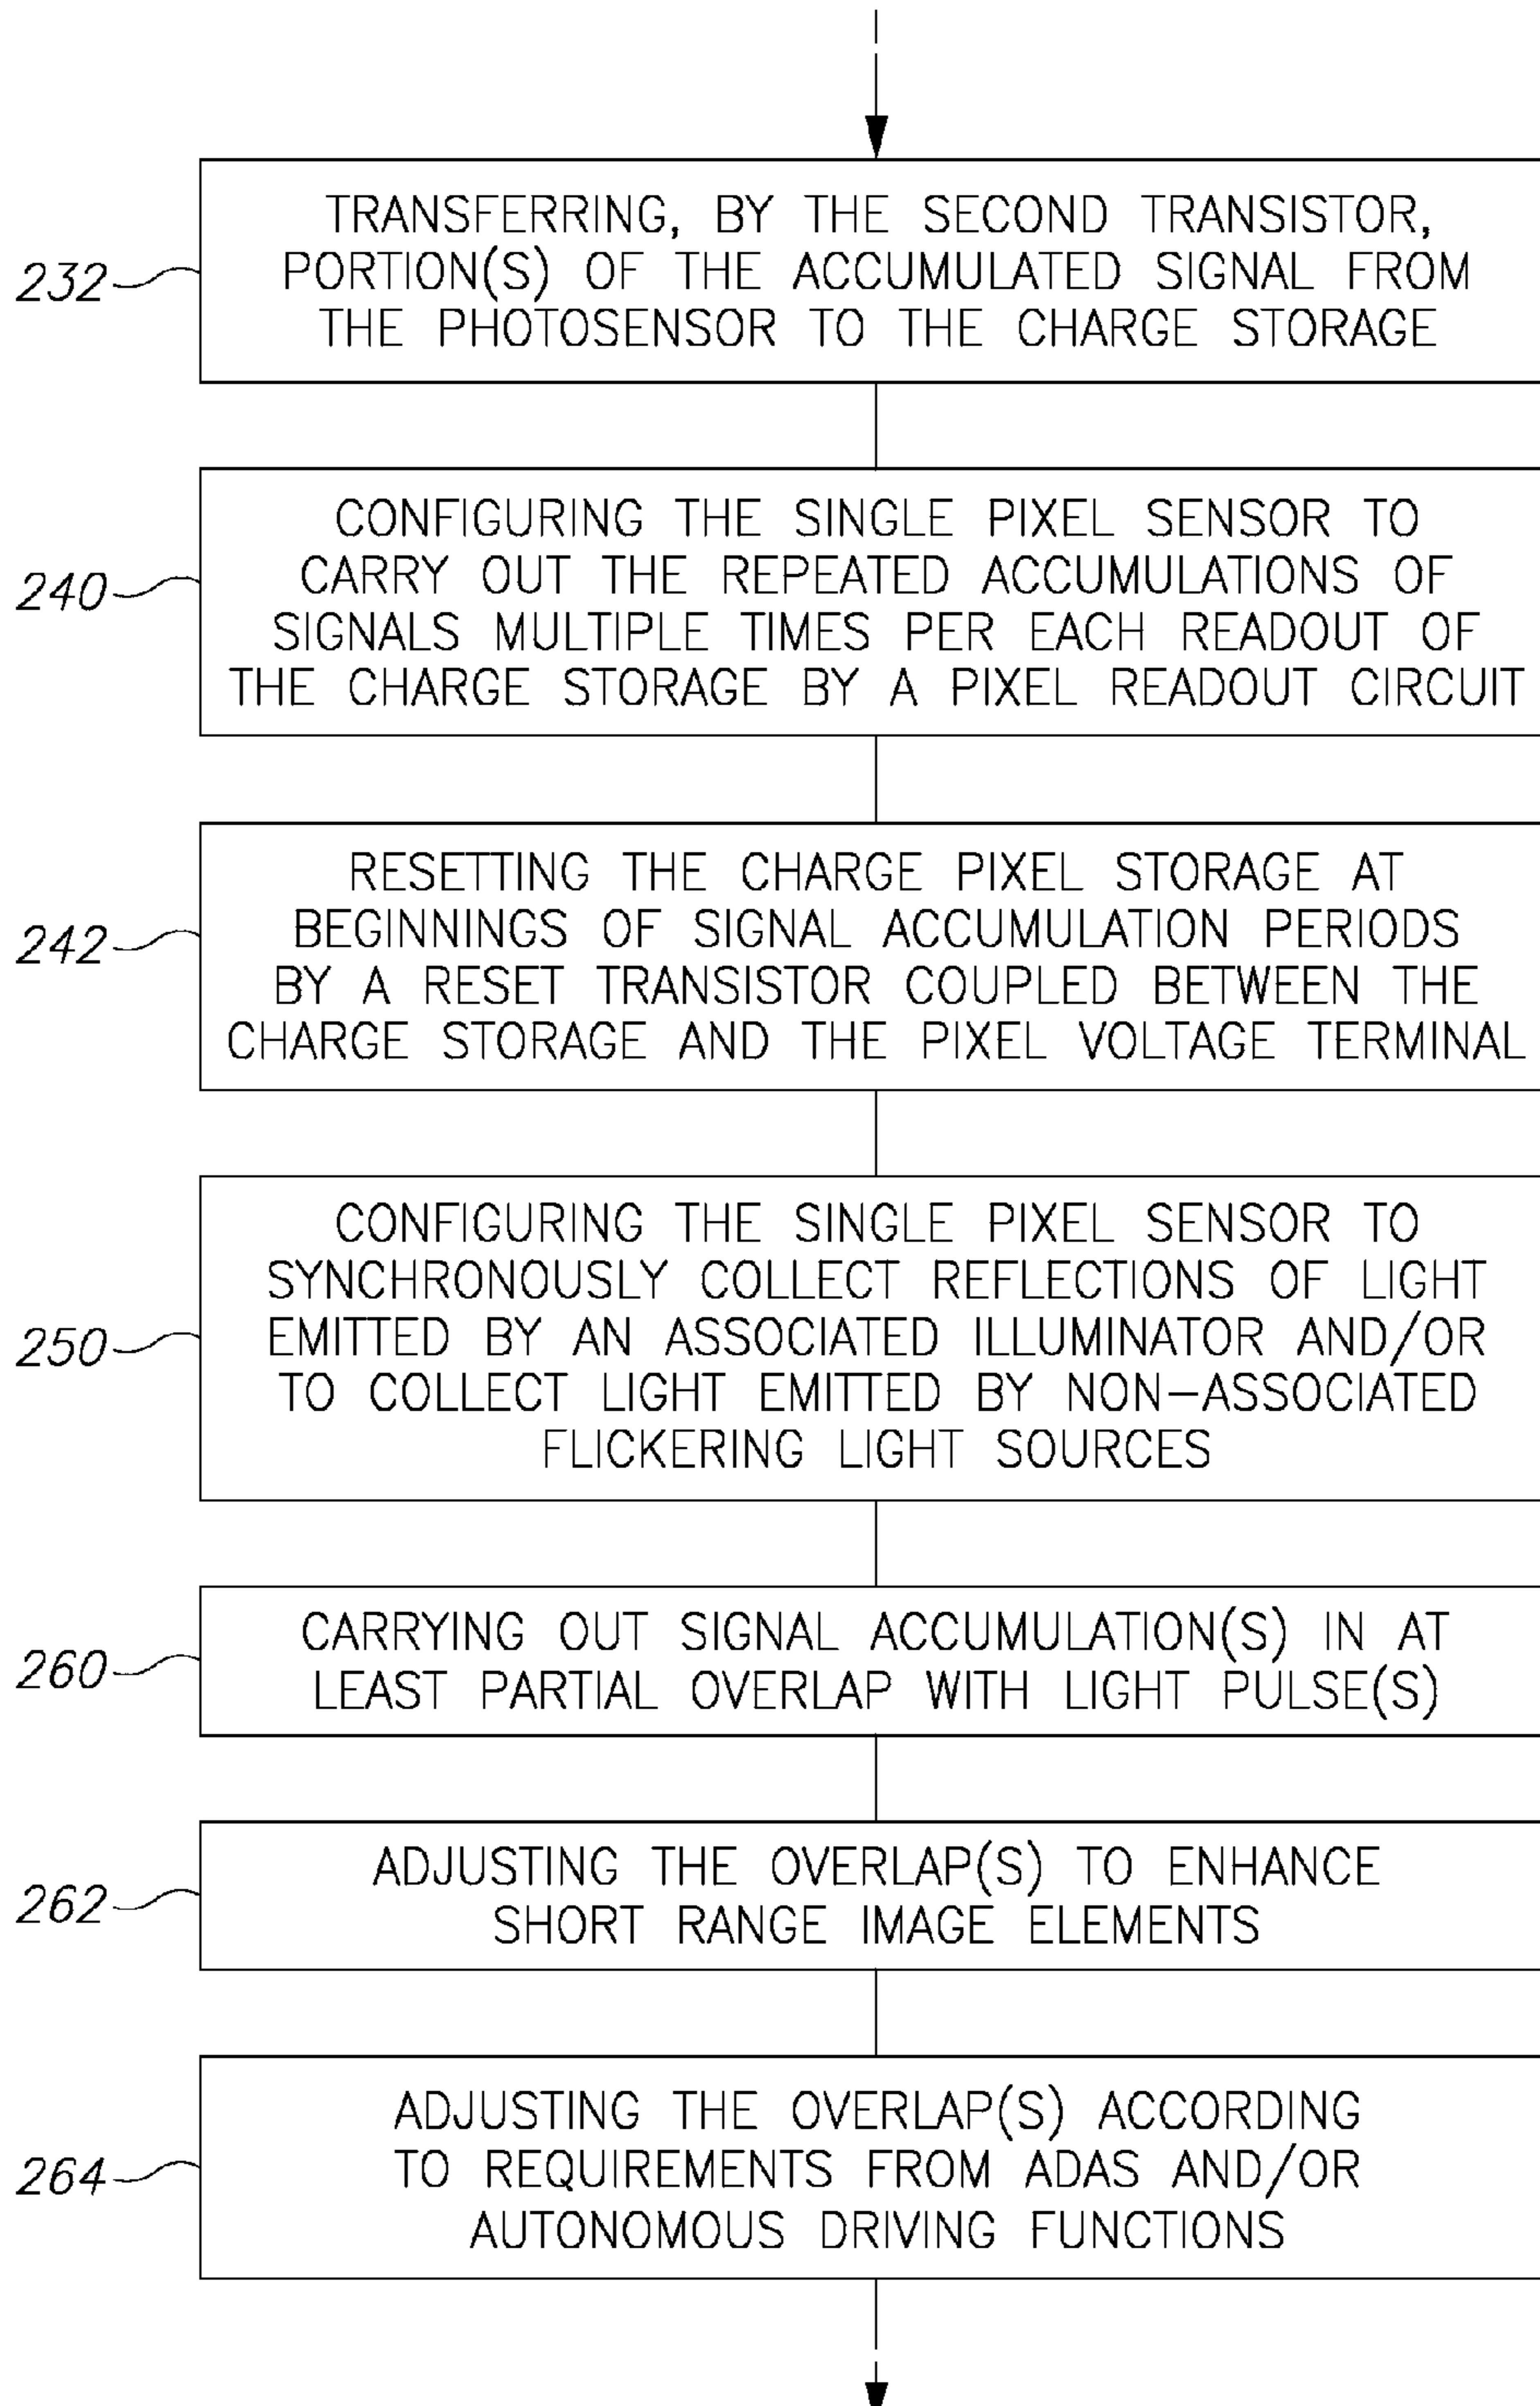 TRANSFERRING, BY THE SECOND TRANSISTOR,
PORTION(S) OF THE ACCUMULATED SIGNAL FROM
THE PHOTOSENSOR TO THE CHARGE STORAGE
232
CONFIGURING THE SINGLE PIXEL SENSOR TO
CARRY OUT THE REPEATED ACCUMULATIONS OF
SIGNALS MULTIPLE TIMES PER EACH READOUT OF
THE CHARGE STORAGE BY A PIXEL READOUT CIRCUIT
240
RESETTING THE CHARGE PIXEL STORAGE AT
BEGINNINGS OF SIGNAL ACCUMULATION PERIODS
BY A RESET TRANSISTOR COUPLED BETWEEN THE
CHARGE STORAGE AND THE PIXEL VOLTAGE TERMINAL
242
CONFIGURING THE SINGLE PIXEL SENSOR TO
SYNCHRONOUSLY COLLECT REFLECTIONS OF LIGHT
EMITTED BY AN ASSOCIATED ILLUMINATOR AND/OR
TO COLLECT LIGHT EMITTED BY NON-ASSOCIATED
FLICKERING LIGHT SOURCES
250
CARRYING OUT SIGNAL ACCUMULATION(S) IN AT
LEAST PARTIAL OVERLAP WITH LIGHT PULSE(S)
260
ADJUSTING THE OVERLAP(S) TO ENHANCE
SHORT RANGE IMAGE ELEMENTS
262
ADJUSTING THE OVERLAP(S) ACCORDING
TO REQUIREMENTS FROM ADAS AND/OR
AUTONOMOUS DRIVING FUNCTIONS
264